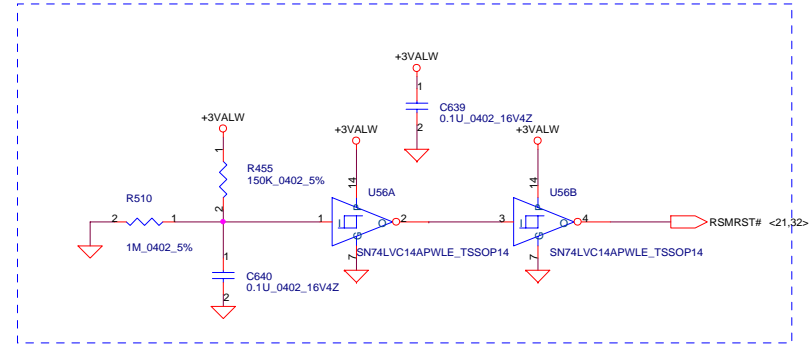 +3VALW
1
C639
0.1U_0402_16V4Z
2
+3VALW
+3VALW
+3VALW
1
R455
150K_0402_5%
2
14
U56A
14
U56B
R510
2
1
1M_0402_5%
1
I
O
2
3
I
O
4
RSMRST# <21,32>
P
G
P
G
7
SN74LVC14APWLE_TSSOP14
7
SN74LVC14APWLE_TSSOP14
1
C640
0.1U_0402_16V4Z
2